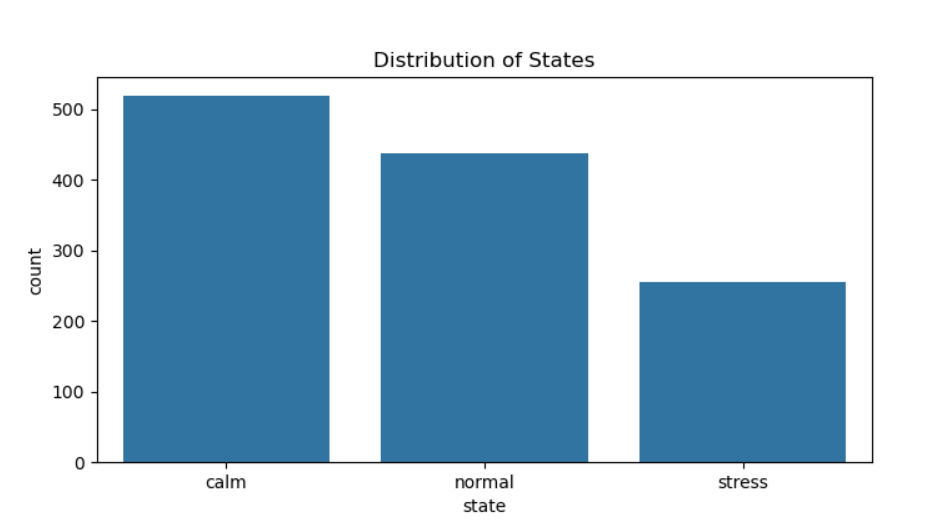 Distribution of States
500
400
300
200
100
0
count
calm normal stress
state